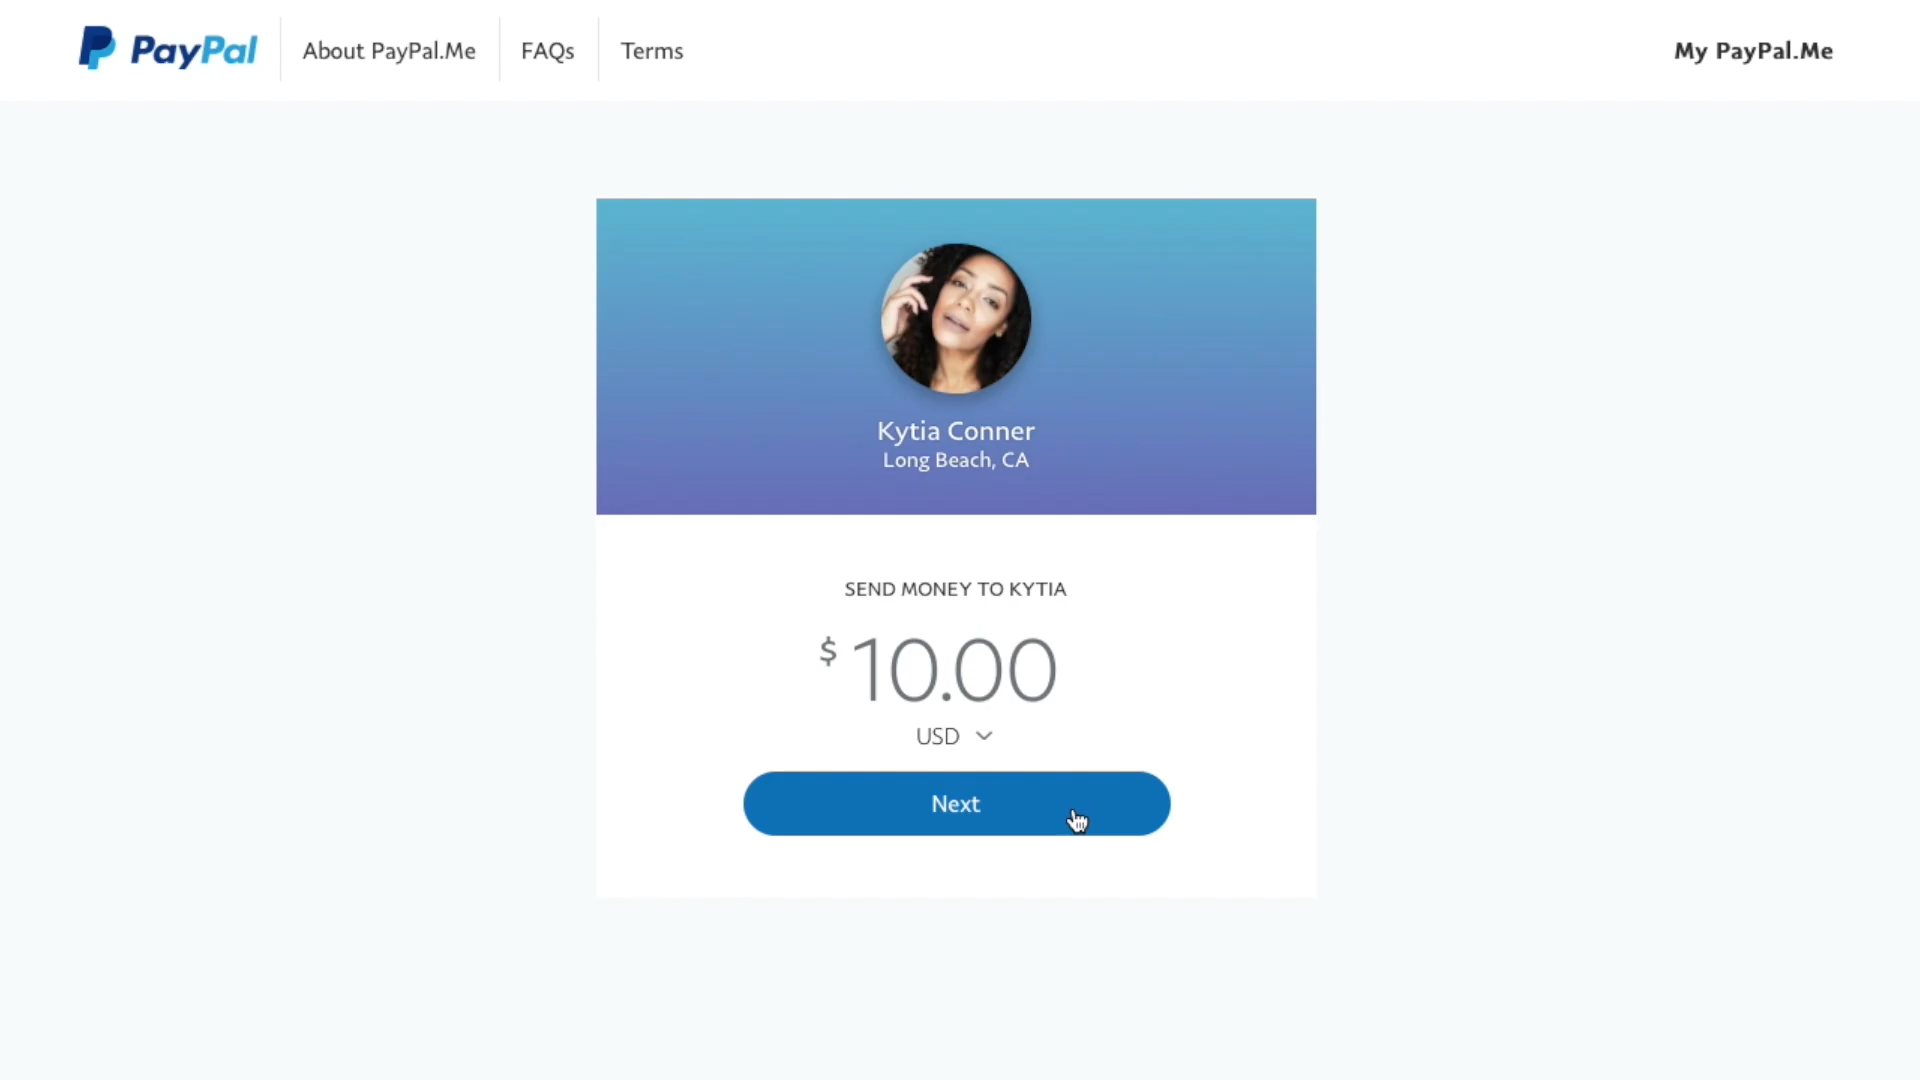 PayPal
About PayPal.Me
FAQs
Terms
My PayPal.Me
Kytia Conner
Long Beach, CA
SEND MONEY TO KYTIA
$ 10.00
USD
Next